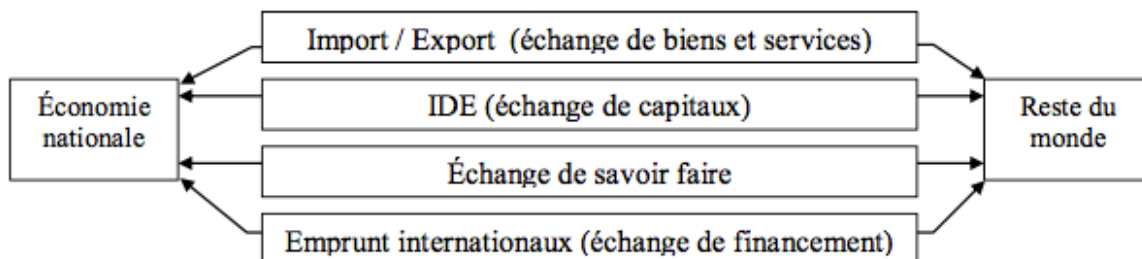 Import / Export (échange de biens et services)
Économie
nationale
IDE (échange de capitaux)
Reste du
monde
Échange de savoir faire
Emprunt internationaux (échange de financement)